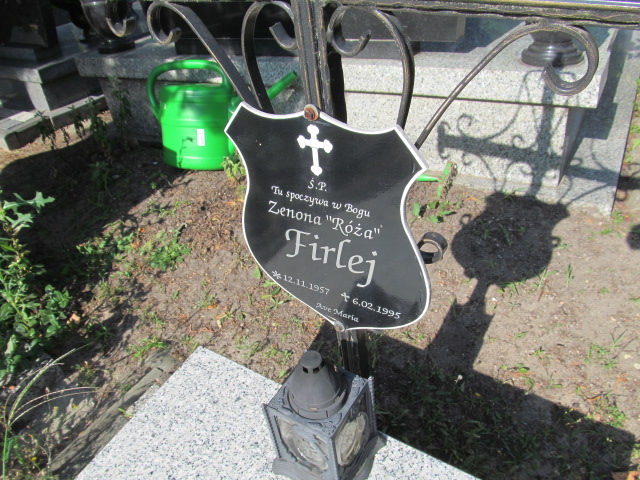 Ś.P.
Tu spoczywa w Bogu
Zenona "Róża"
Firlej
*12.11.1957 ✝6.02.1995
Ave Maria